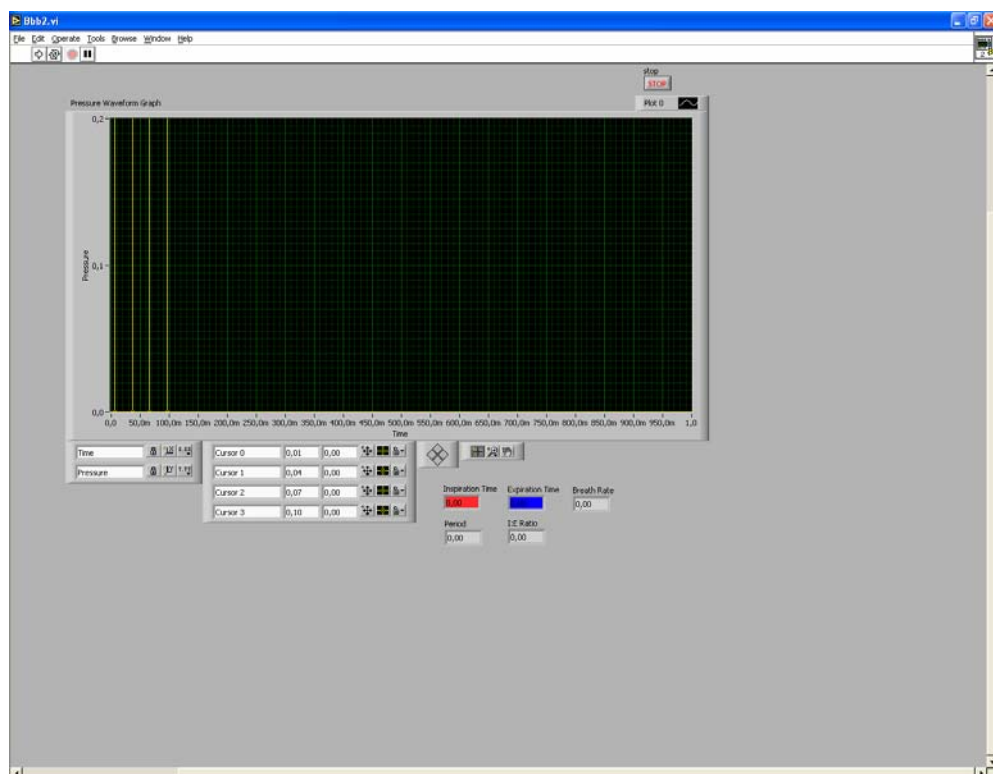 Bbb2.vi
File Edit Operate Tools Browse Window Help
stop
STOP
Pressure Waveform Graph
Plot 0
0,2
Pressure
0,1
0,0
0,0 50,0m 100,0m 150,0m 200,0m 250,0m 300,0m 350,0m 400,0m 450,0m 500,0m 550,0m 600,0m 650,0m 700,0m 750,0m 800,0m 850,0m 900,0m 950,0m 1,0
Time
Time
Pressure
Cursor 0 0,01 0,00
Cursor 1 0,04 0,00
Cursor 2 0,07 0,00
Cursor 3 0,10 0,00
Inspiration Time Expiration Time Breath Rate
0,00 0,00
Period I:E Ratio
0,00 0,00